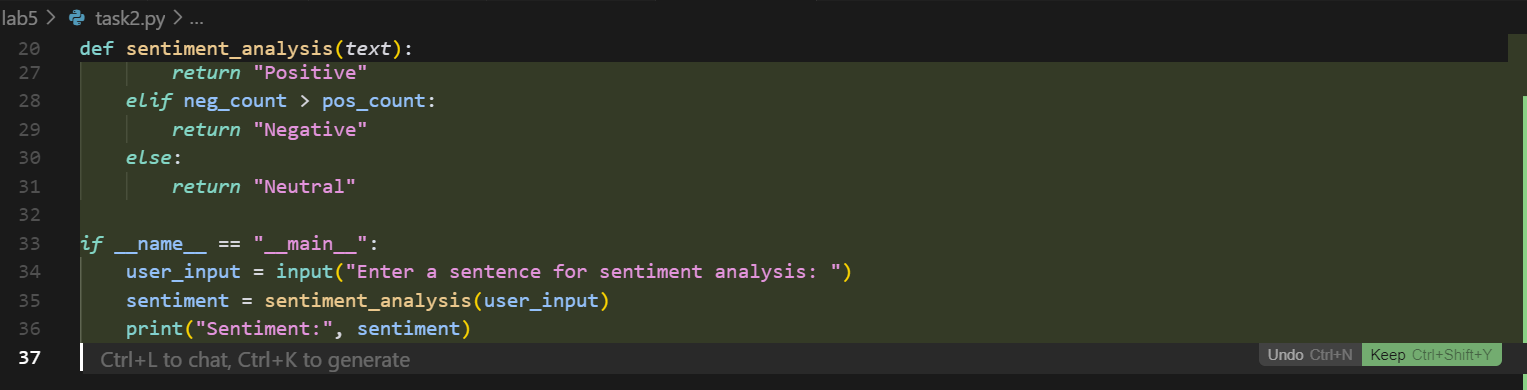 lab5 > task2.py > ...
20 def sentiment_analysis(text):
27 return "Positive"
28 elif neg_count > pos_count:
29 return "Negative"
30 else:
31 return "Neutral"
32
33 if __name__ == "__main__":
34 user_input = input("Enter a sentence for sentiment analysis: ")
35 sentiment = sentiment_analysis(user_input)
36 print("Sentiment:", sentiment)
37 Ctrl+L to chat, Ctrl+K to generate
Undo Ctrl+N Keep Ctrl+Shift+Y